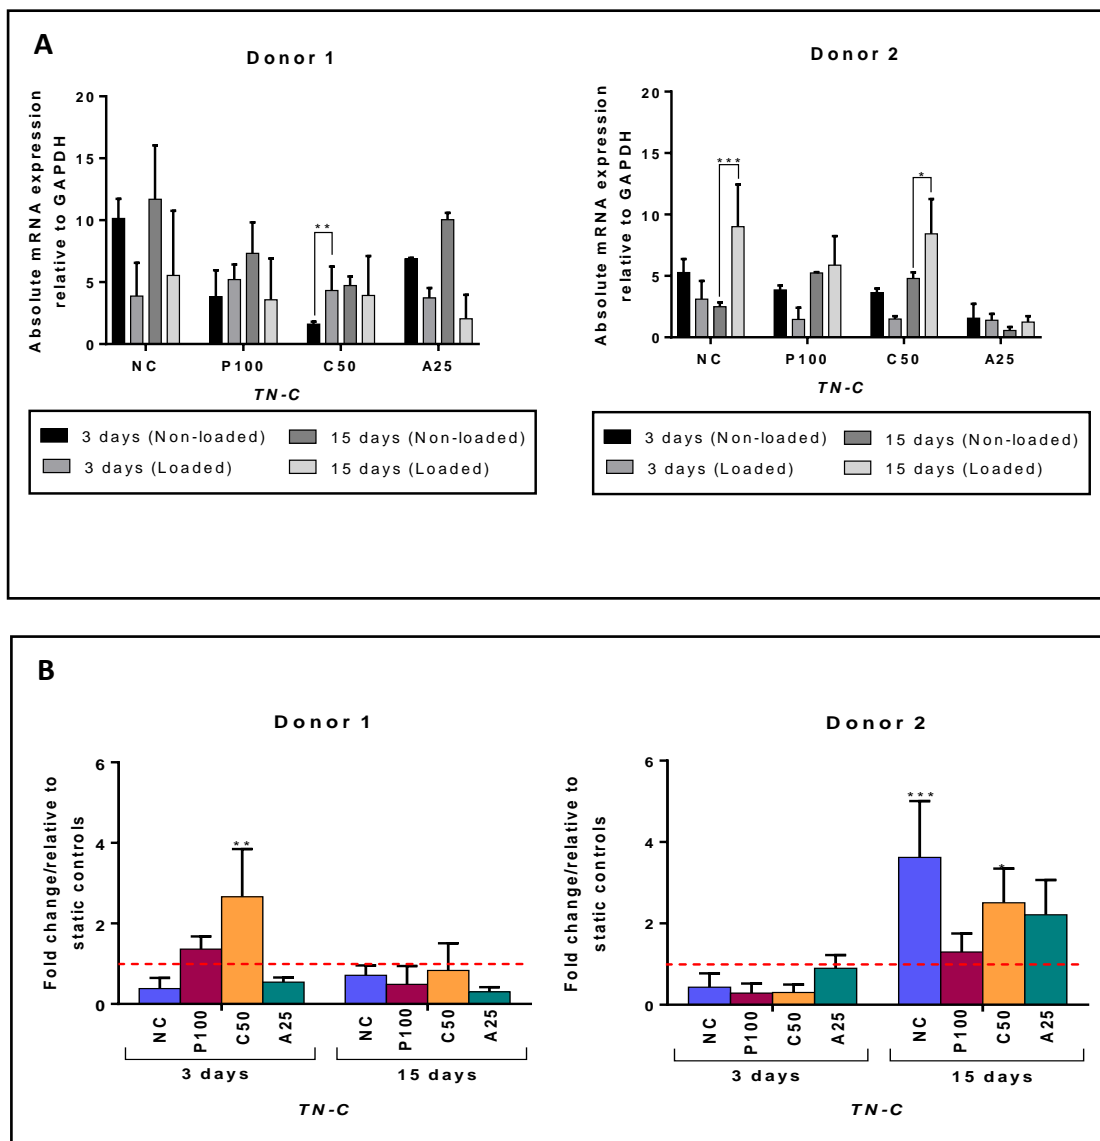 A
Donor 1
Absolute mRNA expression
relative to GAPDH
20
15
10
5
0
NC P100 C50 A25
**
TN-C
3 days (Non-loaded) 15 days (Non-loaded)
3 days (Loaded) 15 days (Loaded)
Donor 2
Absolute mRNA expression
relative to GAPDH
20
15
10
5
0
*** *
NC P100 C50 A25
TN-C
3 days (Non-loaded) 15 days (Non-loaded)
3 days (Loaded) 15 days (Loaded)
B
Donor 1
Fold change/relative to
static controls
6
4
2
0
**
NC P100 C50 A25 NC P100 C50 A25
3 days 15 days
TN-C
Donor 2
Fold change/relative to
static controls
6
4
2
0
***
*
NC P100 C50 A25 NC P100 C50 A25
3 days 15 days
TN-C